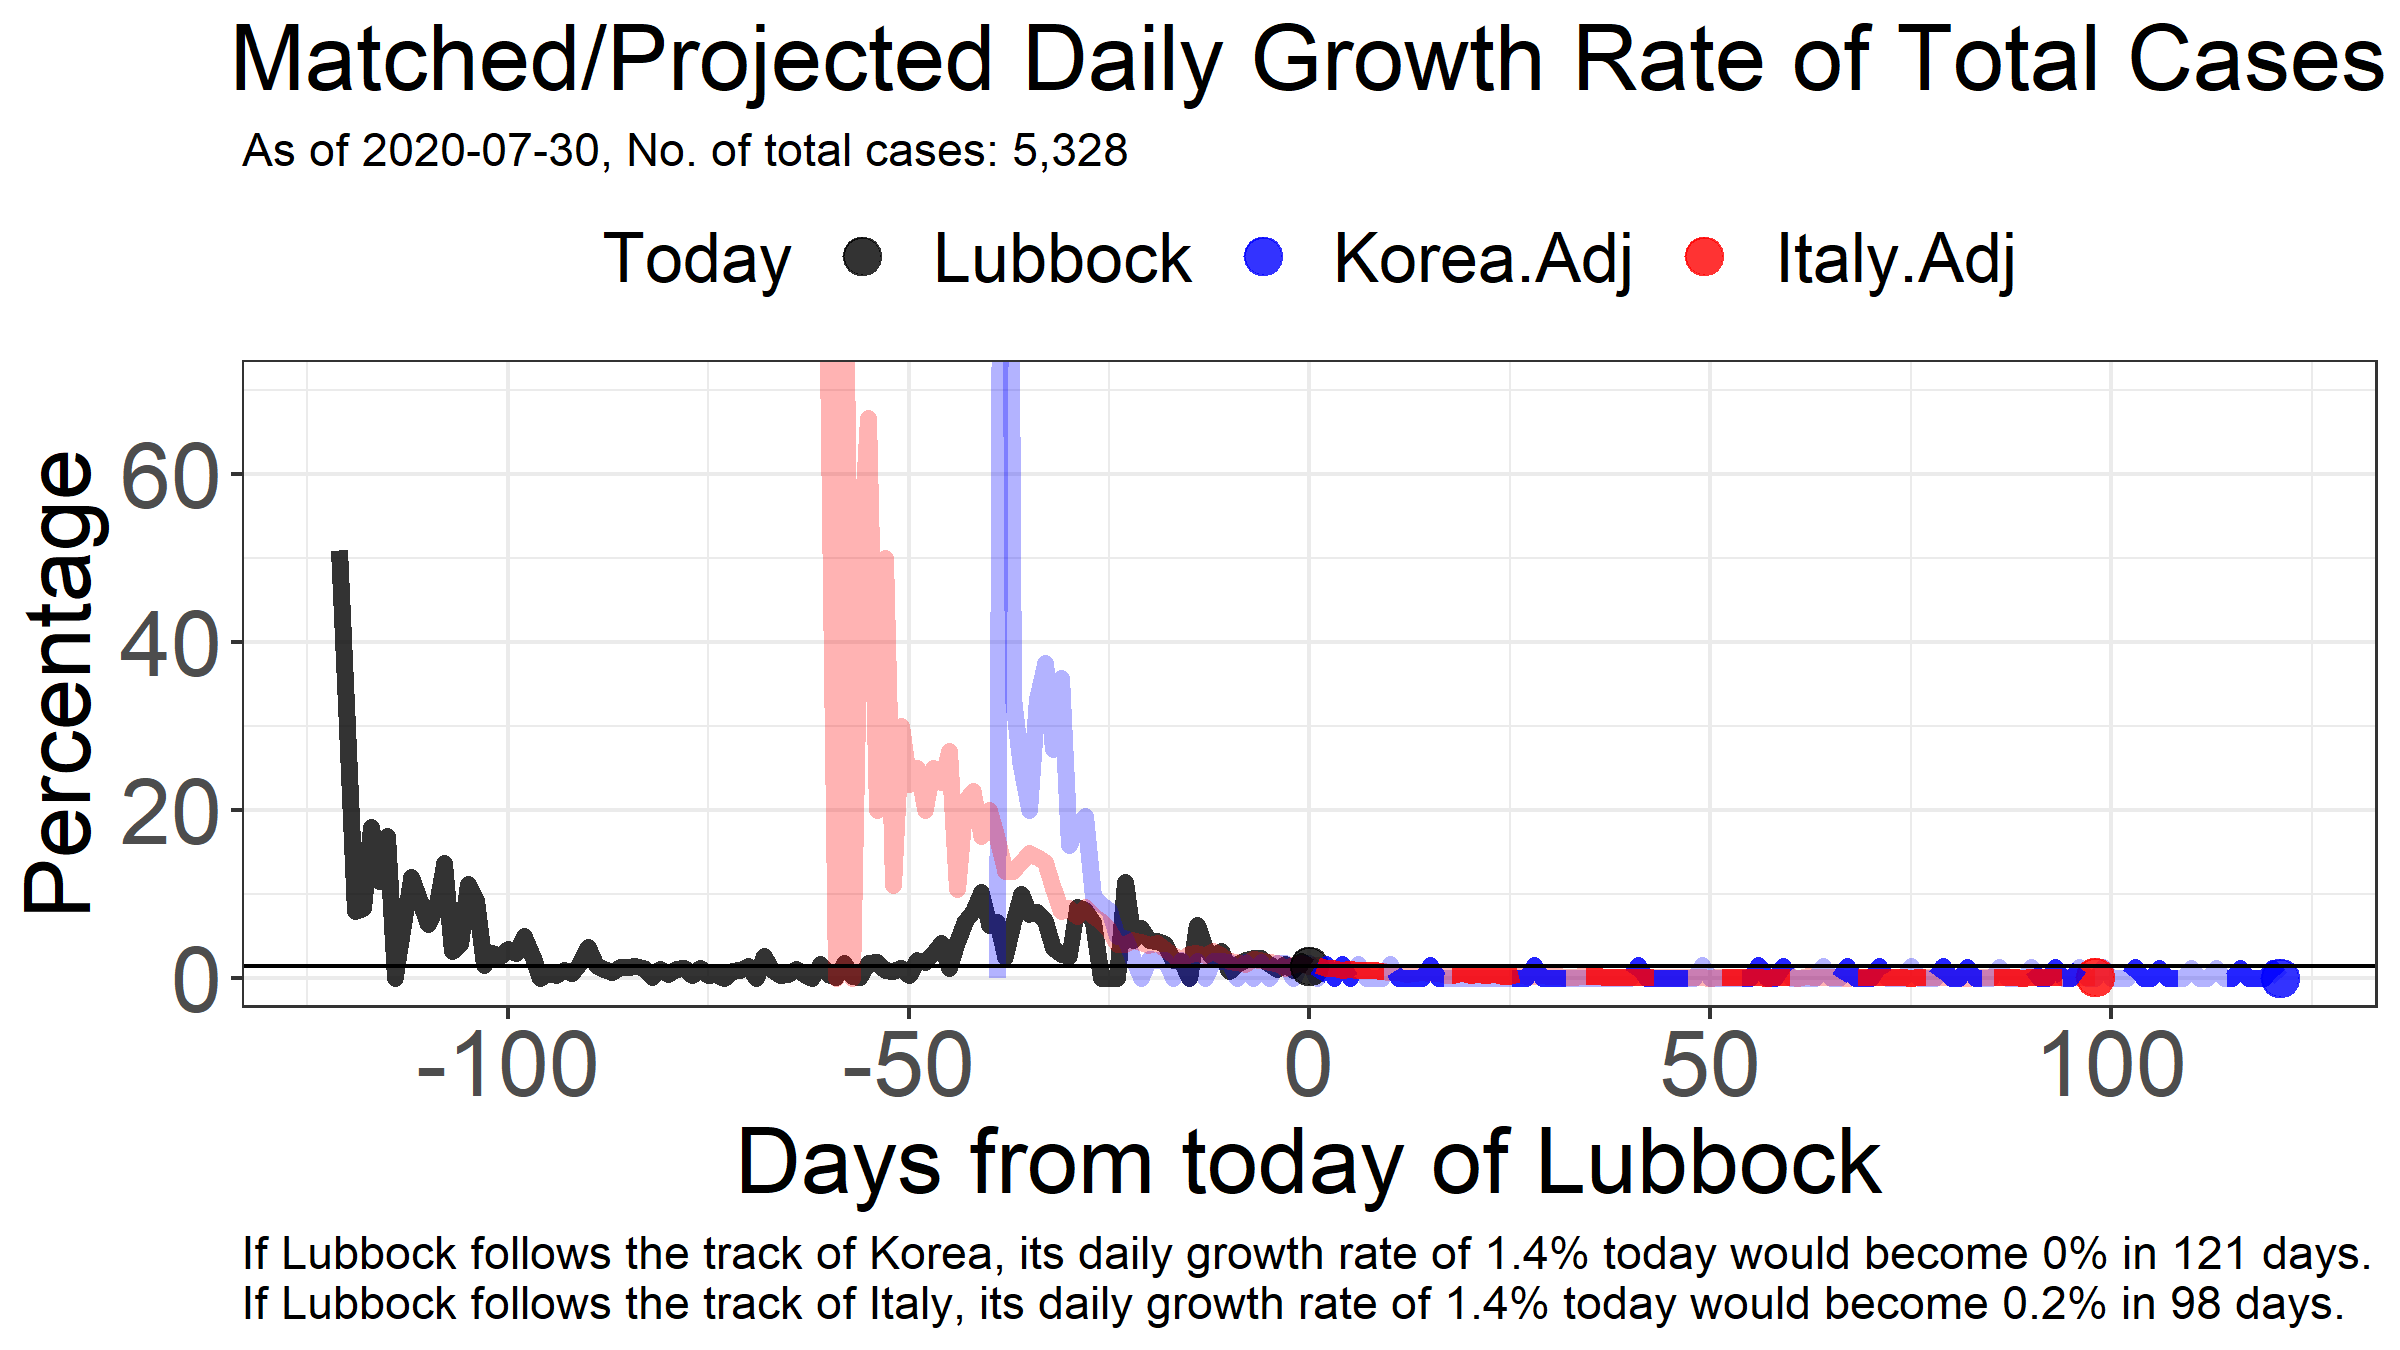 Matched/Projected Daily Growth Rate of Total Cases
As of 2020-07-30, No. of total cases: 5,328
Today Lubbock Korea.Adj Italy.Adj
Percentage
60
40
20
0
-100 -50 0 50 100
Days from today of Lubbock
If Lubbock follows the track of Korea, its daily growth rate of 1.4% today would become 0% in 121 days.
If Lubbock follows the track of Italy, its daily growth rate of 1.4% today would become 0.2% in 98 days.